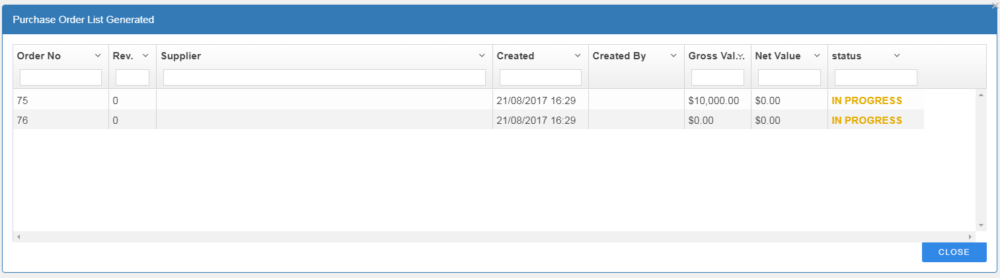 Purchase Order List Generated
Order No Rev. Supplier Created Created By Gross Val... Net Value status
75 0 21/08/2017 16:29 $10,000.00 $0.00 IN PROGRESS
76 0 21/08/2017 16:29 $0.00 $0.00 IN PROGRESS
CLOSE